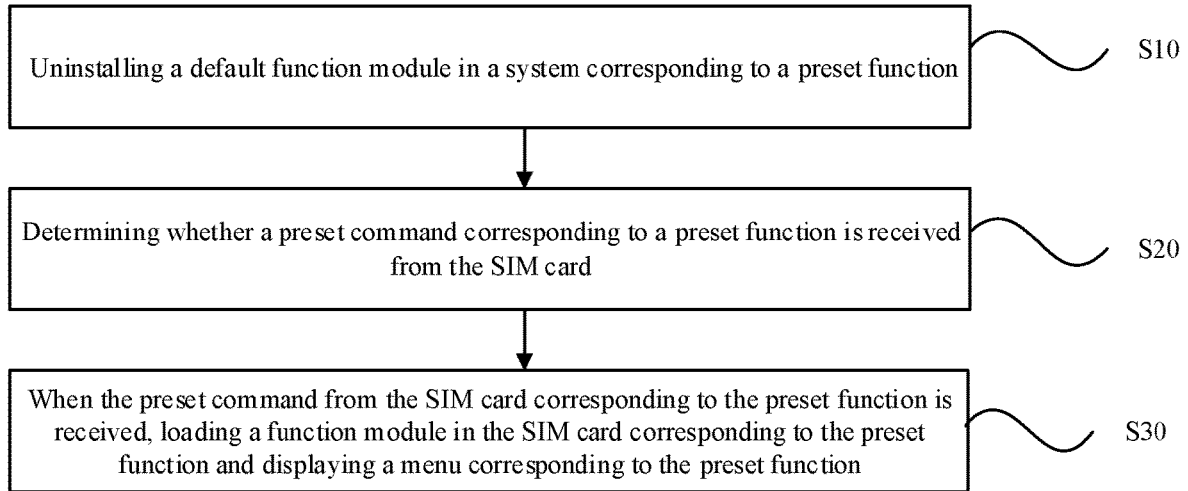 Uninstalling a default function module in a system corresponding to a preset function
S10
Determining whether a preset command corresponding to a preset function is received
from the SIM card
S20
When the preset command from the SIM card corresponding to the preset function is
received, loading a function module in the SIM card corresponding to the preset
function and displaying a menu corresponding to the preset function
S30